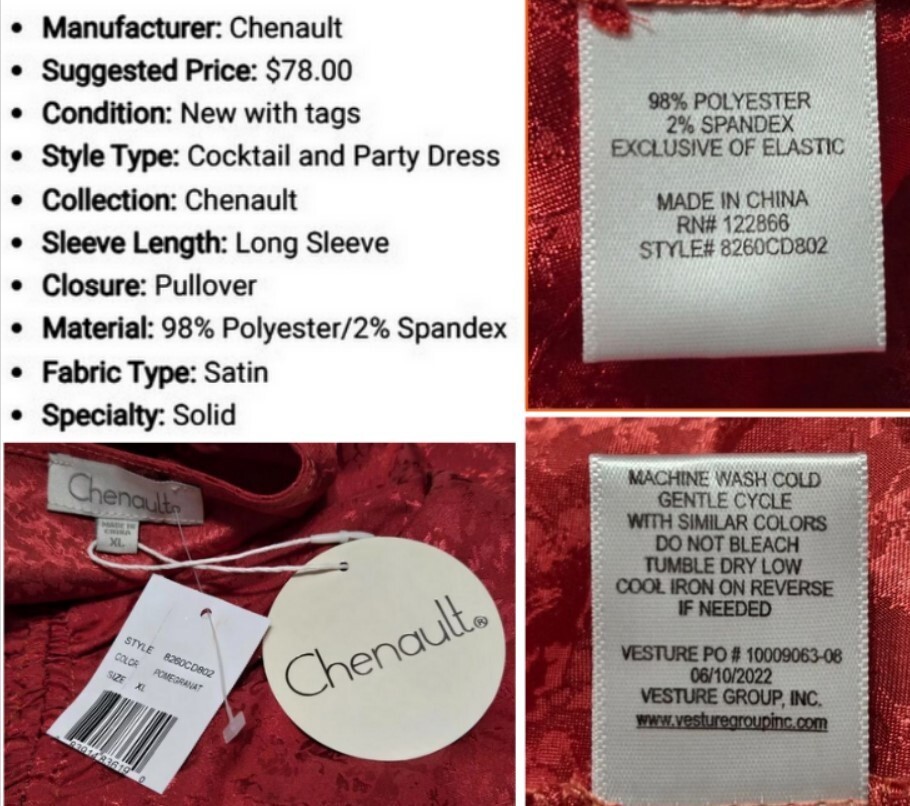 Manufacturer: Chenault
Suggested Price: $78.00
Condition: New with tags
Style Type: Cocktail and Party Dress
Collection: Chenault
Sleeve Length: Long Sleeve
Closure: Pullover
Material: 98% Polyester/2% Spandex
Fabric Type: Satin
Specialty: Solid
98% POLYESTER
2% SPANDEX
EXCLUSIVE OF ELASTIC
MADE IN CHINA
RN# 122866
STYLE# 8260CD802
Chenault
MADE IN
CHINA
XL
STYLE 8260CD802
COLOR POMEGRANAT
SIZE XL
Chenault®
MACHINE WASH COLD
GENTLE CYCLE
WITH SIMILAR COLORS
DO NOT BLEACH
TUMBLE DRY LOW
COOL IRON ON REVERSE
IF NEEDED
VESTURE PO # 10009063-08
06/10/2022
VESTURE GROUP, INC.
www.vesturegroupinc.com